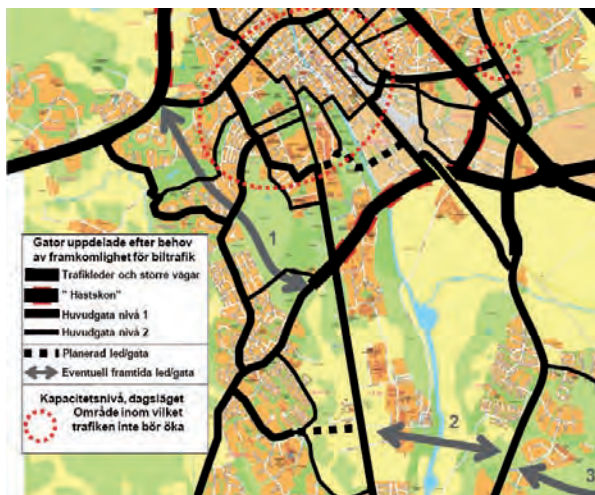 1
Gator uppdelade efter behov
av framkomlighet för biltrafik
Trafikleder och större vägar
" Hästskon"
Huvudgata nivå 1
Huvudgata nivå 2
Planerad led/gata
Eventuell framtida led/gata
Kapacitetsnivå, dagsläget
Område inom vilket
trafiken inte bör öka
2
3